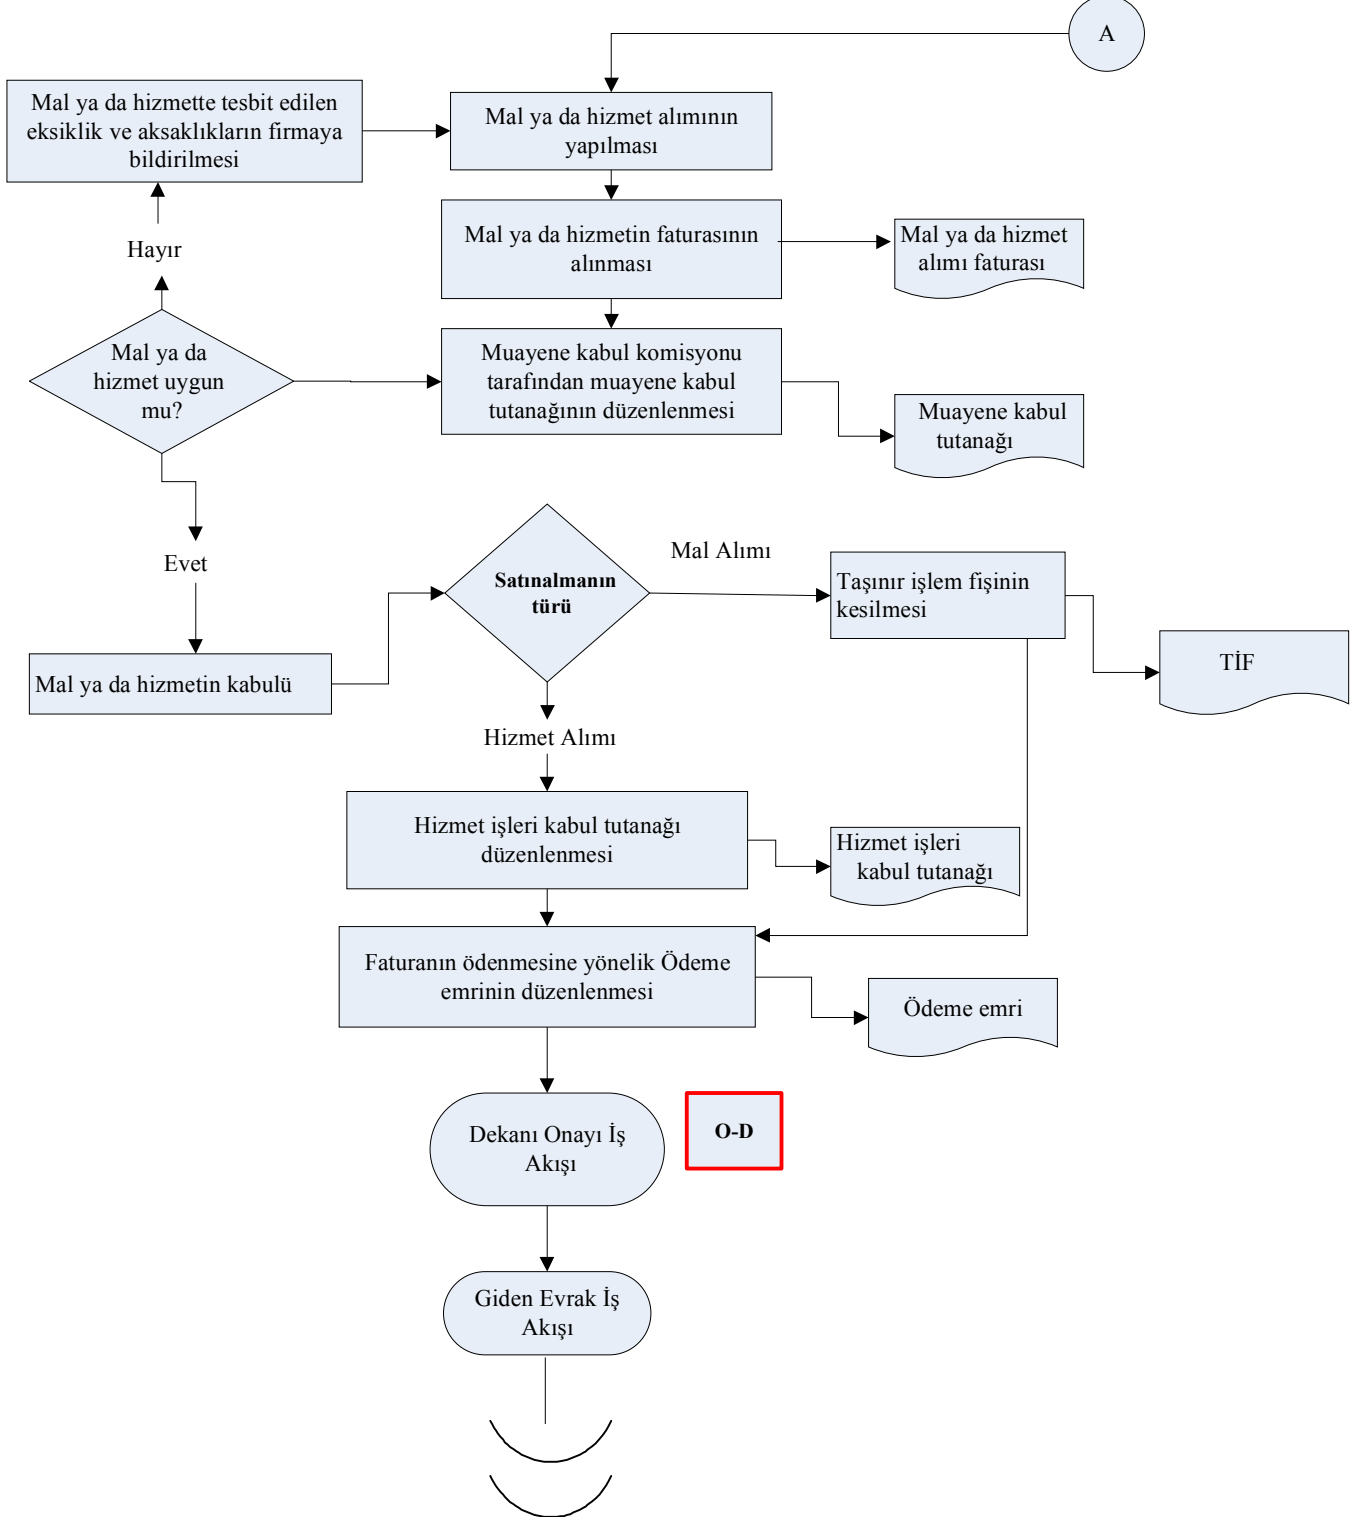 A
Mal ya da hizmette tesbit edilen
eksiklik ve aksaklıkların firmaya
bildirilmesi
Mal ya da hizmet alımının
yapılması
Hayır
Mal ya da hizmetin faturasının
alınması
Mal ya da hizmet
alımı faturası
Mal ya da
hizmet uygun
mu?
Muayene kabul komisyonu
tarafından muayene kabul
tutanağının düzenlenmesi
Muayene kabul
tutanağı
Evet
Satınalmanın
türü
Mal Alımı
Taşınır işlem fişinin
kesilmesi
TİF
Mal ya da hizmetin kabulü
Hizmet Alımı
Hizmet işleri kabul tutanağı
düzenlenmesi
Hizmet işleri
kabul tutanağı
Faturanın ödenmesine yönelik Ödeme
emrinin düzenlenmesi
Ödeme emri
Dekanı Onayı İş
Akışı
O-D
Giden Evrak İş
Akışı